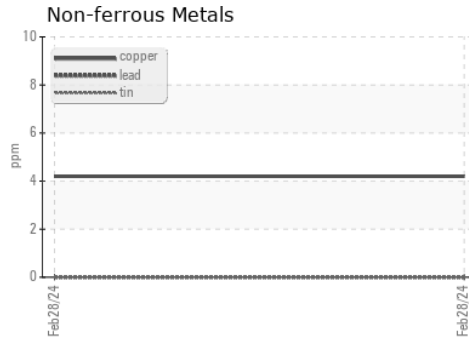 Non-ferrous Metals
10
copper
lead
tin
8
6
ppm
4
2
0
Feb28/24
Feb28/24